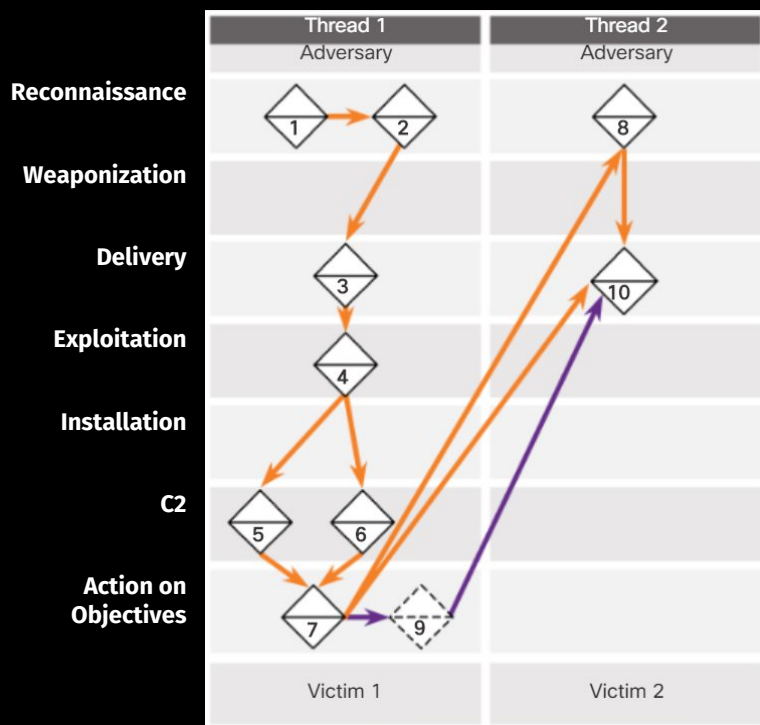 Thread 1
Thread 2
Adversary
Adversary
Reconnaissance
1
2
8
Weaponization
Delivery
3
10
Exploitation
4
Installation
C2
5
6
Action on
Objectives
7
9
Victim 1
Victim 2